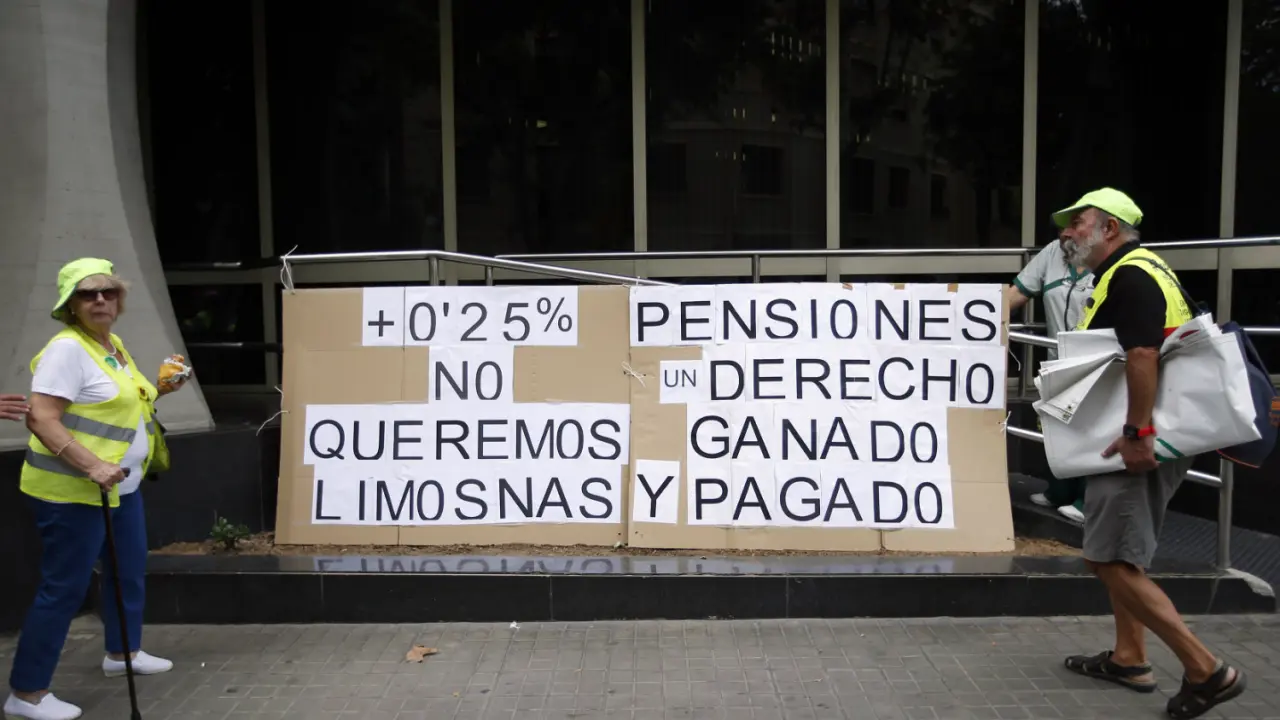 +0'25%
NO
QUEREMOS
LIMOSNAS
PENSIONES
UN DERECHO
GANADO
Y PAGADO